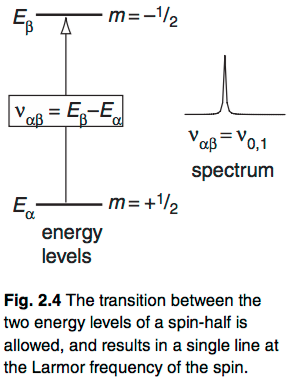 E_β m = –1/2
ν_αβ = E_β–E_α
ν_αβ = ν_0,1
spectrum
E_α m = +1/2
energy
levels
Fig. 2.4 The transition between the
two energy levels of a spin-half is
allowed, and results in a single line at
the Larmor frequency of the spin.